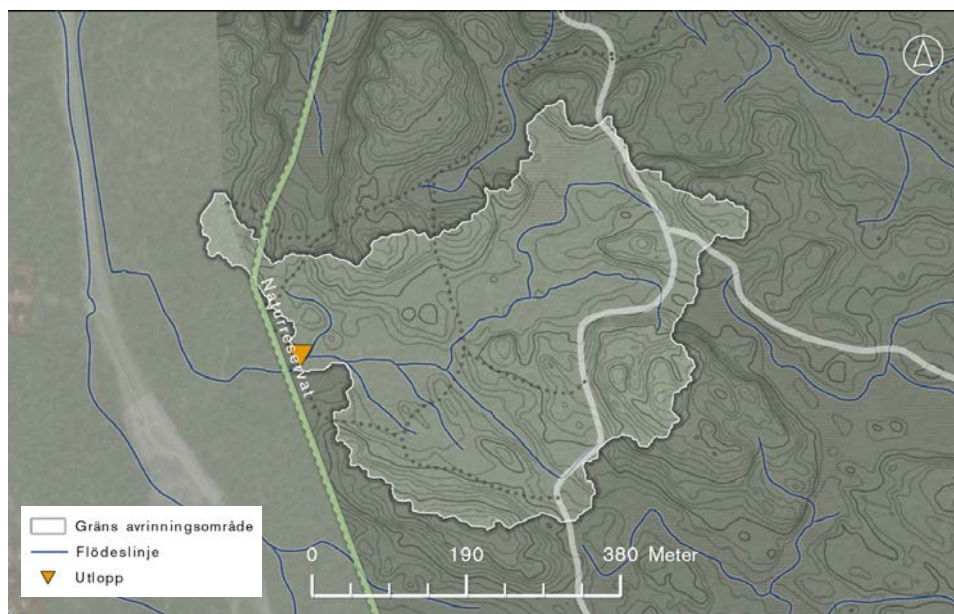 Naturreservat
Gräns avrinningsområde
Flödeslinje
Utlopp
0 190 380 Meter